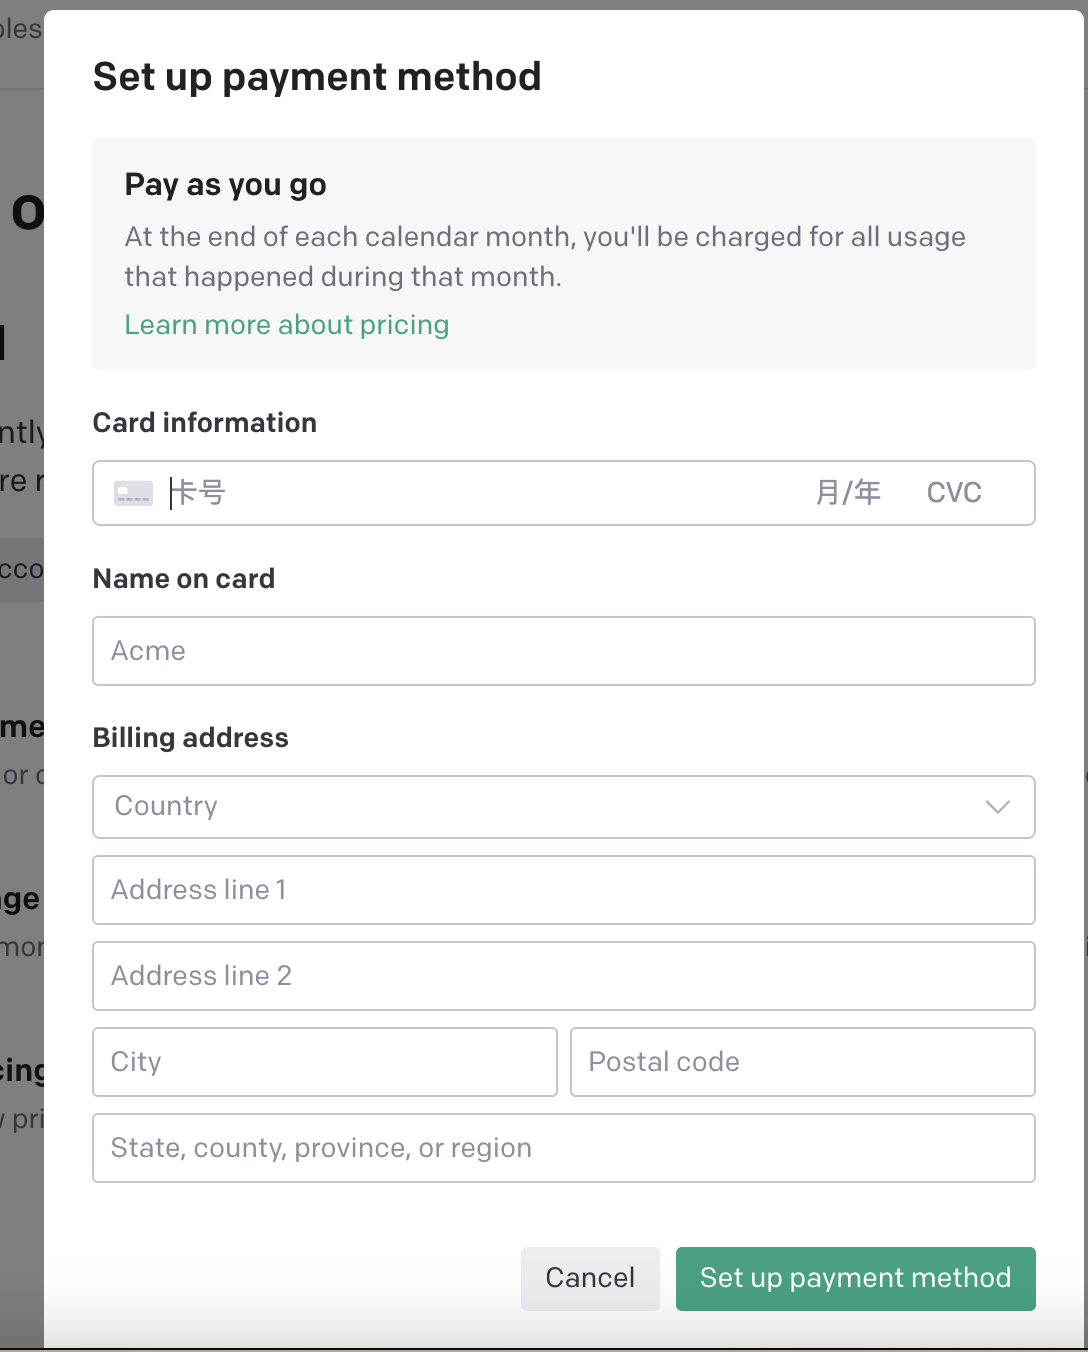 Set up payment method
Pay as you go
At the end of each calendar month, you'll be charged for all usage
that happened during that month.
Learn more about pricing
Card information
卡号 月/年 CVC
Name on card
Acme
Billing address
Country
Address line 1
Address line 2
City Postal code
State, county, province, or region
Cancel Set up payment method